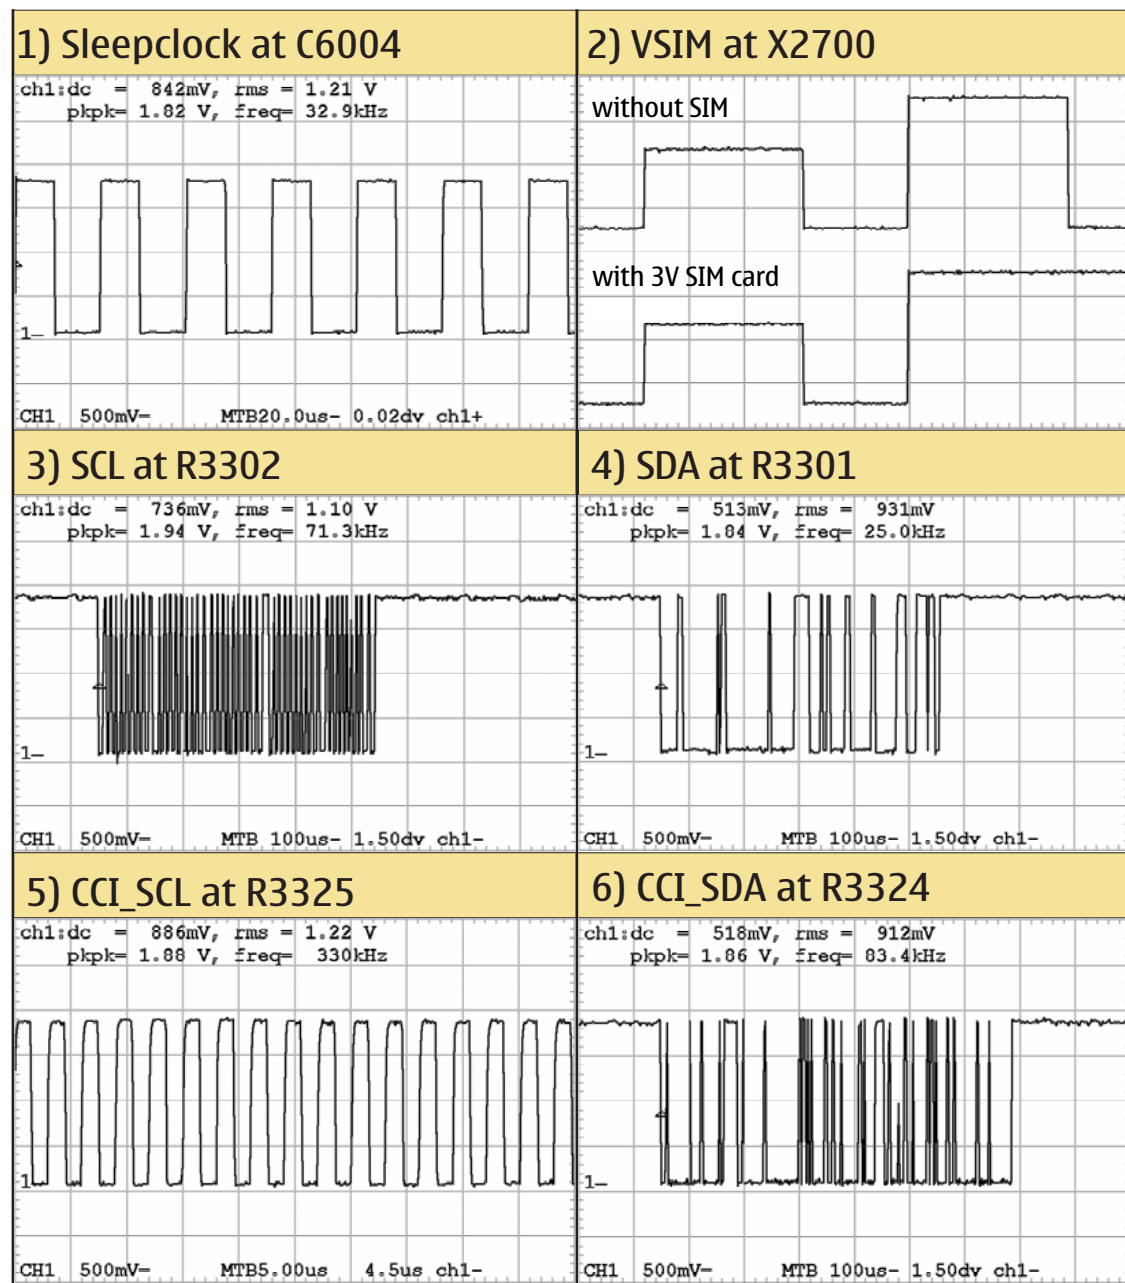 1) Sleepclock at C6004
ch1:dc = 842mV, rms = 1.21 V
pkpk= 1.82 V, freq= 32.9kHz
1-
CH1 500mV= MTB20.0us- 0.02dv ch1+
2) VSIM at X2700
without SIM
with 3V SIM card
3) SCL at R3302
ch1:dc = 736mV, rms = 1.10 V
pkpk= 1.94 V, freq= 71.3kHz
1-
CH1 500mV= MTB 100us- 1.50dv ch1-
4) SDA at R3301
ch1:dc = 513mV, rms = 931mV
pkpk= 1.84 V, freq= 25.0kHz
1-
CH1 500mV= MTB 100us- 1.50dv ch1-
5) CCI_SCL at R3325
ch1:dc = 886mV, rms = 1.22 V
pkpk= 1.88 V, freq= 330kHz
1-
CH1 500mV= MTB5.00us 4.5us ch1-
6) CCI_SDA at R3324
ch1:dc = 518mV, rms = 912mV
pkpk= 1.86 V, freq= 83.4kHz
1-
CH1 500mV= MTB 100us- 1.50dv ch1-